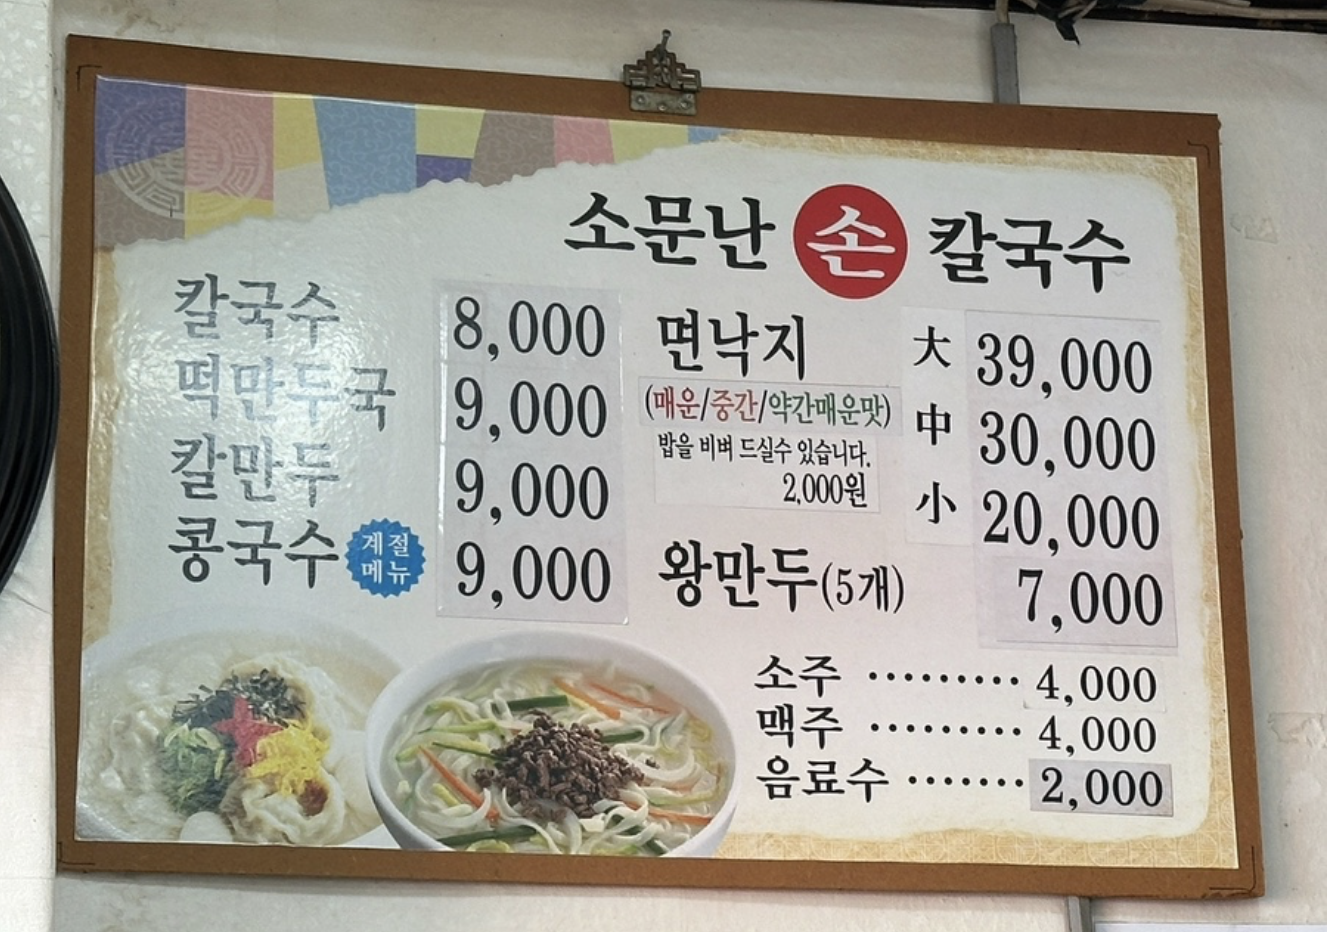 소문난 손 칼국수
칼국수 8,000
떡만두국 9,000
칼만두 9,000
콩국수 계절메뉴 9,000
면낙지 大 39,000
(매운/중간/약간매운맛) 中 30,000
밥을 비벼 드실수 있습니다.
2,000원
小 20,000
왕만두(5개) 7,000
소주 ········· 4,000
맥주 ········· 4,000
음료수 ······· 2,000